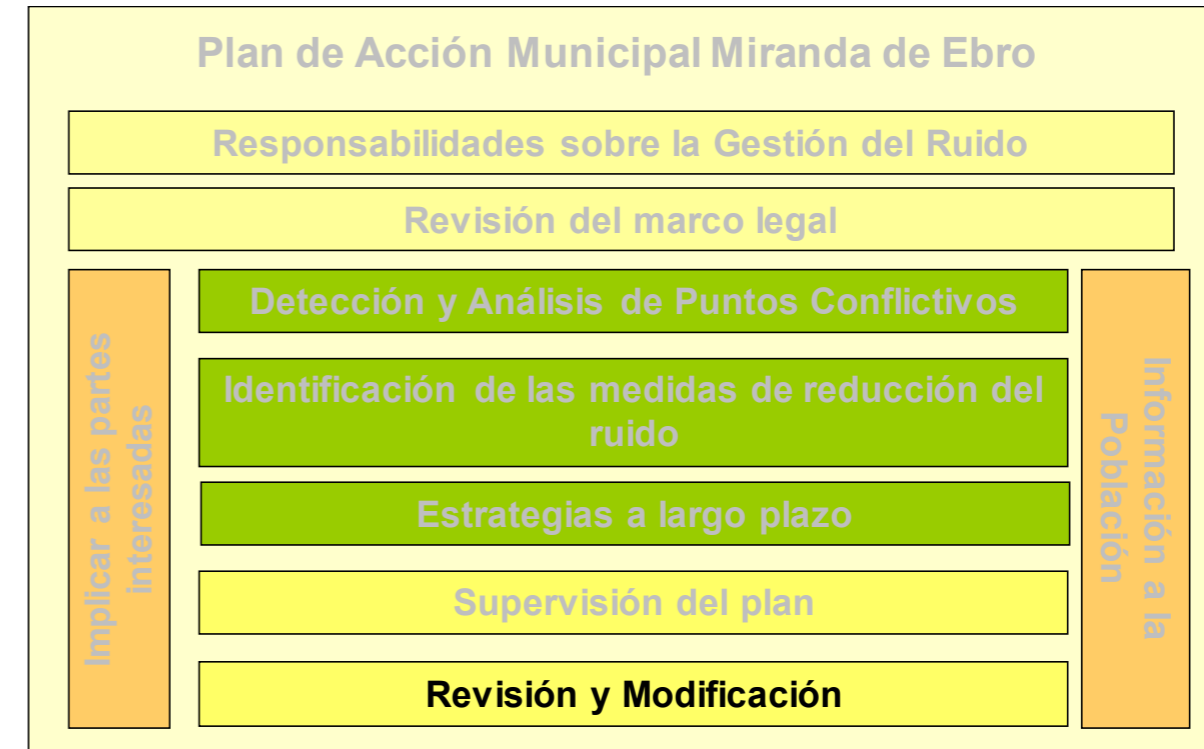 Plan de Acción Municipal Miranda de Ebro
Responsabilidades sobre la Gestión del Ruido
Revisión del marco legal
Implicar a las partes
interesadas
Detección y Análisis de Puntos Conflictivos
Identificación de las medidas de reducción del
ruido
Estrategias a largo plazo
Supervisión del plan
Revisión y Modificación
Información a la
Población